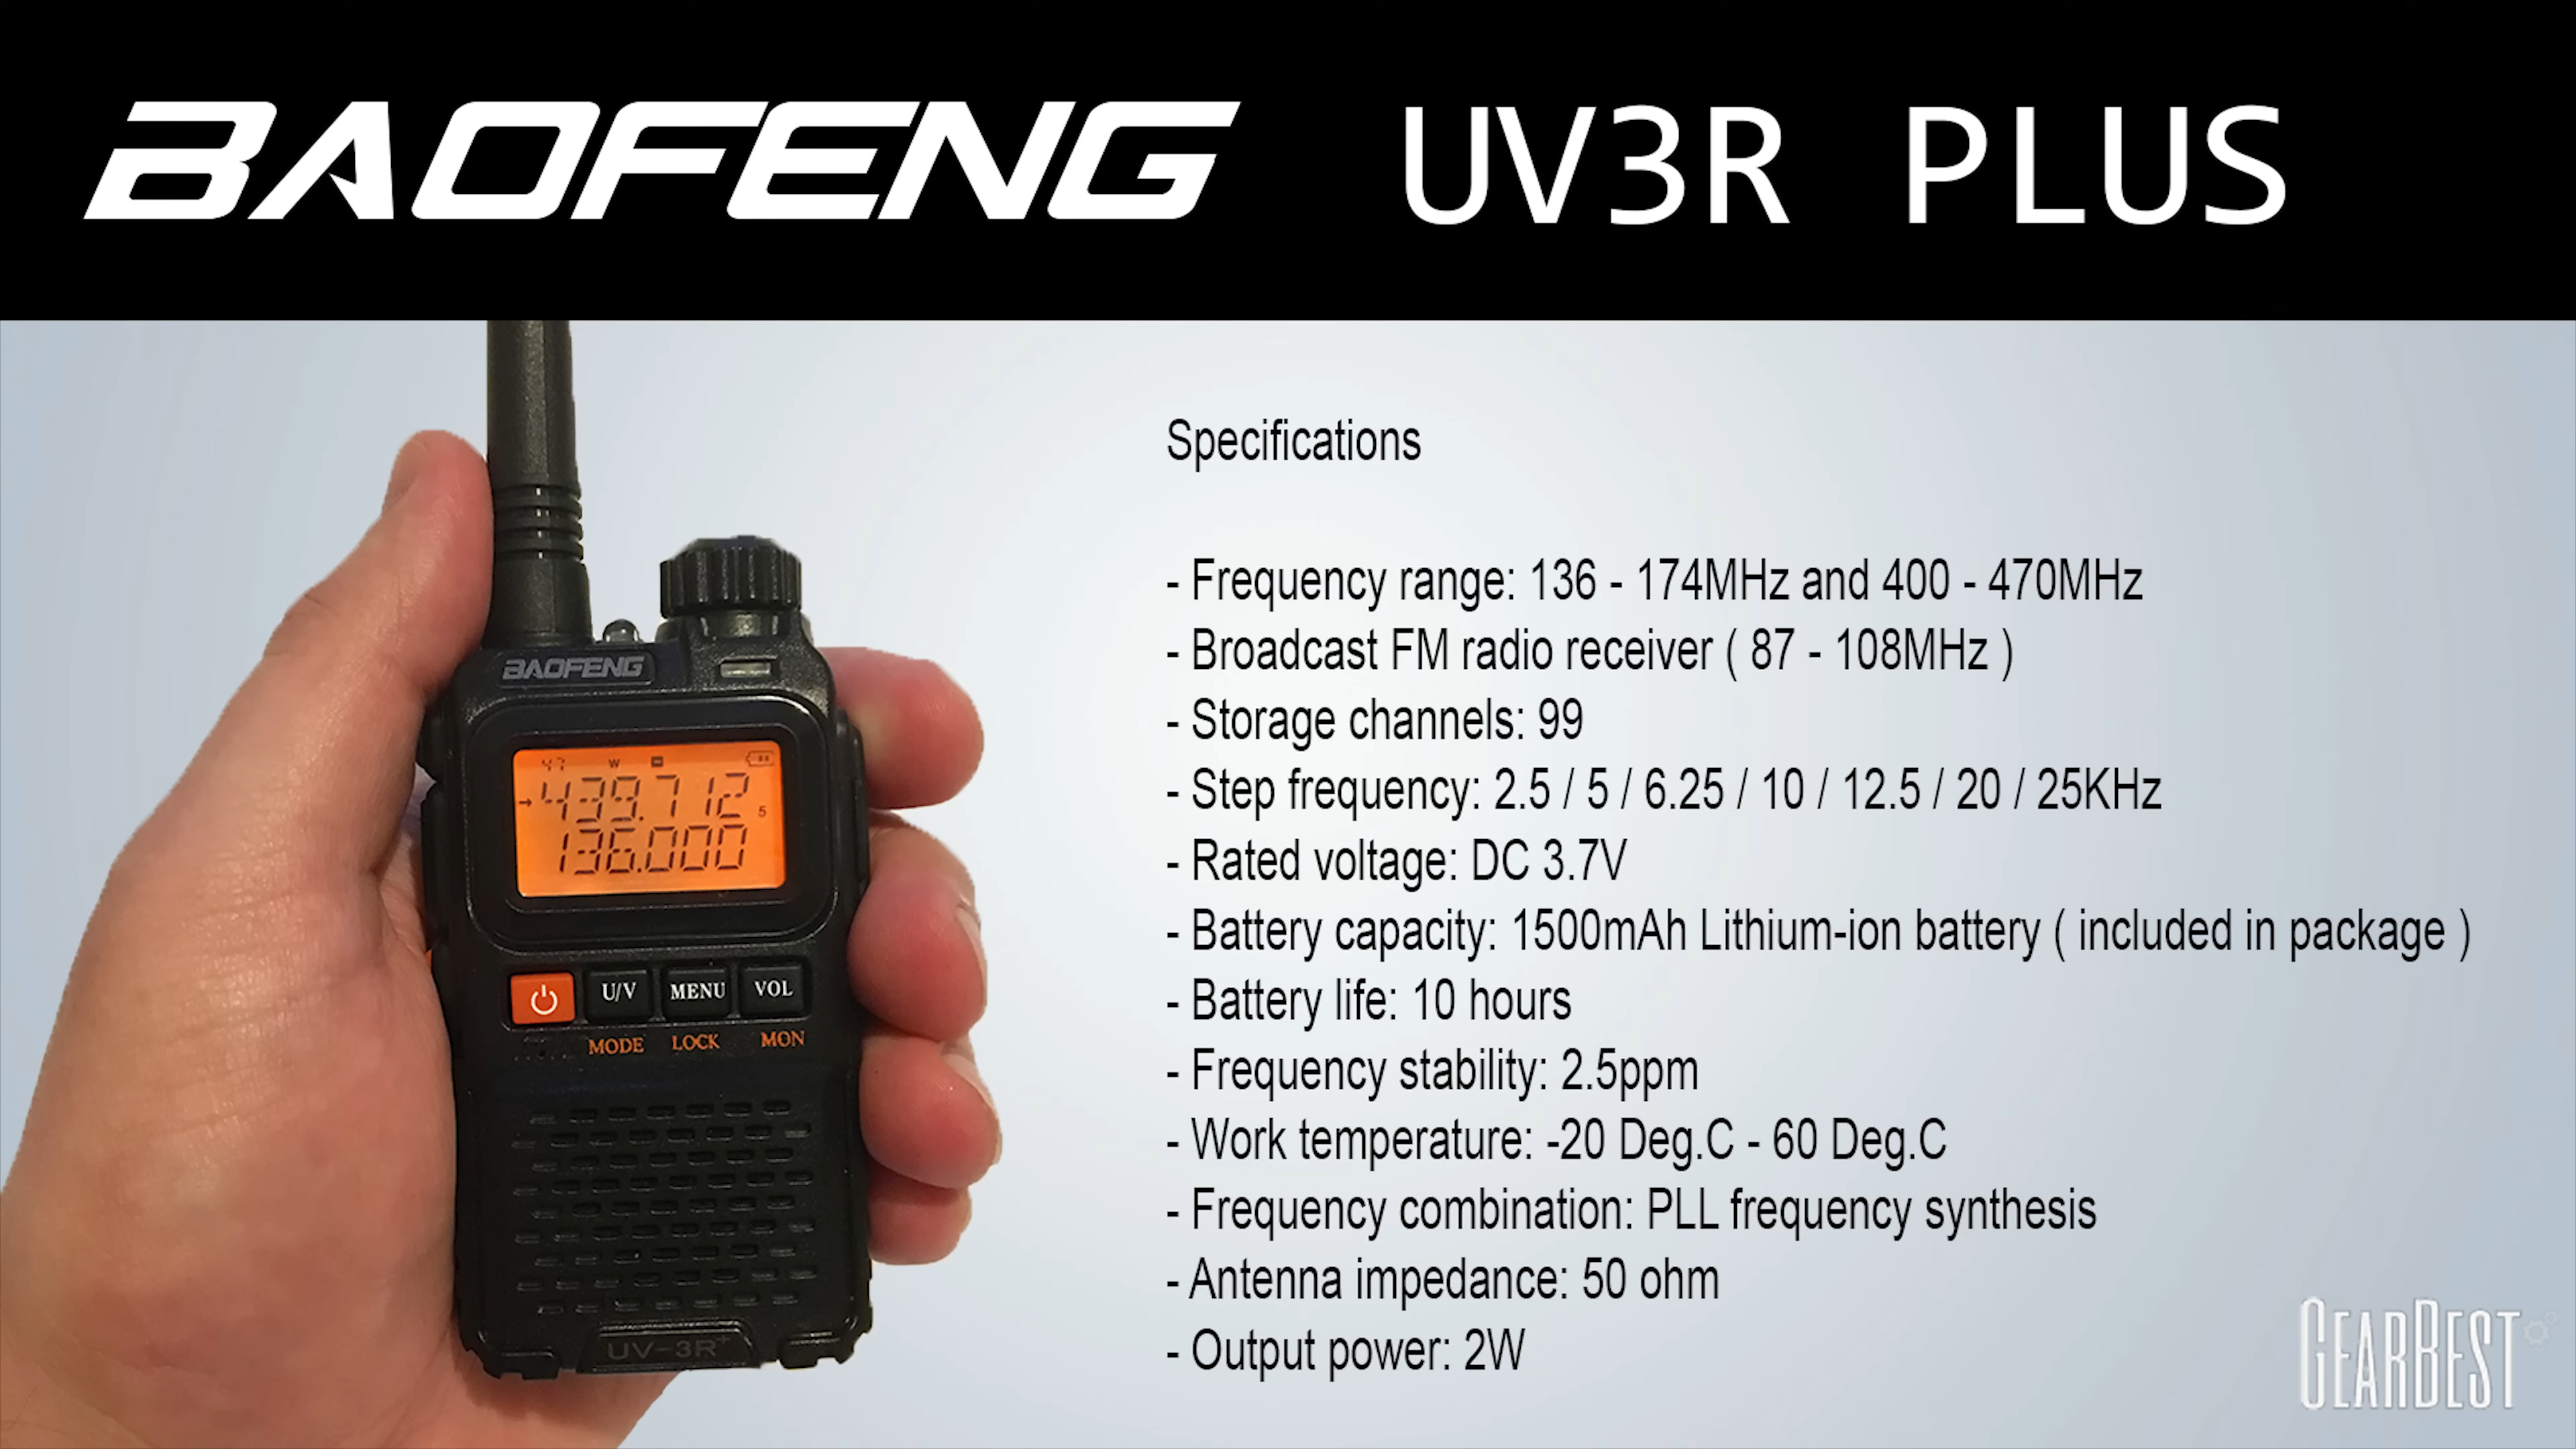 BAOFENG UV3R PLUS
Specifications
- Frequency range: 136 - 174MHz and 400 - 470MHz
- Broadcast FM radio receiver ( 87 - 108MHz )
- Storage channels: 99
- Step frequency: 2.5 / 5 / 6.25 / 10 / 12.5 / 20 / 25KHz
- Rated voltage: DC 3.7V
- Battery capacity: 1500mAh Lithium-ion battery ( included in package )
- Battery life: 10 hours
- Frequency stability: 2.5ppm
- Work temperature: -20 Deg.C - 60 Deg.C
- Frequency combination: PLL frequency synthesis
- Antenna impedance: 50 ohm
- Output power: 2W
BAOFENG
47 W
439.712 5
136.000
U/V MENU VOL
MODE LOCK MON
UV-3R+
GEARBEST